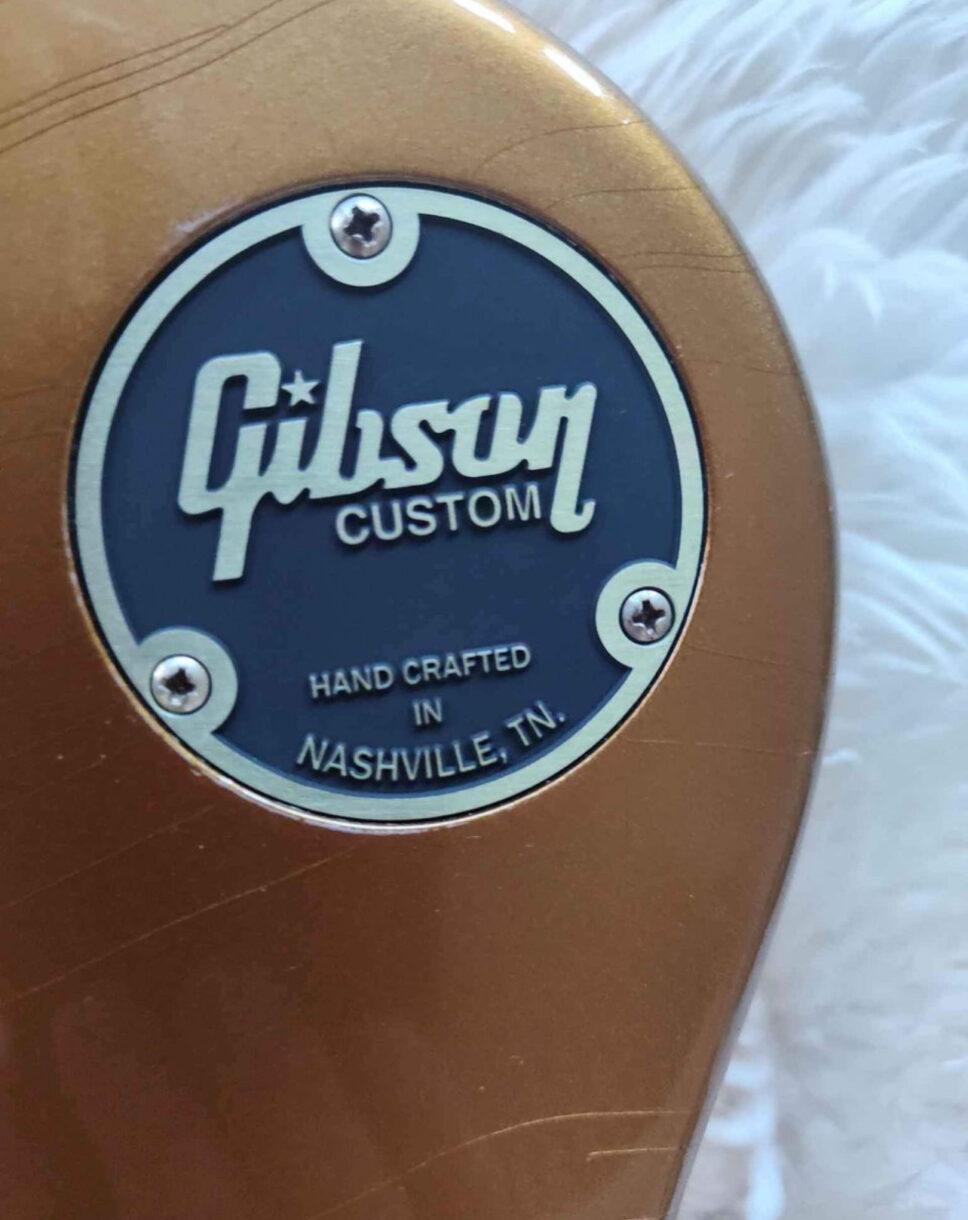 Gibson
CUSTOM
HAND CRAFTED
IN
NASHVILLE, TN.